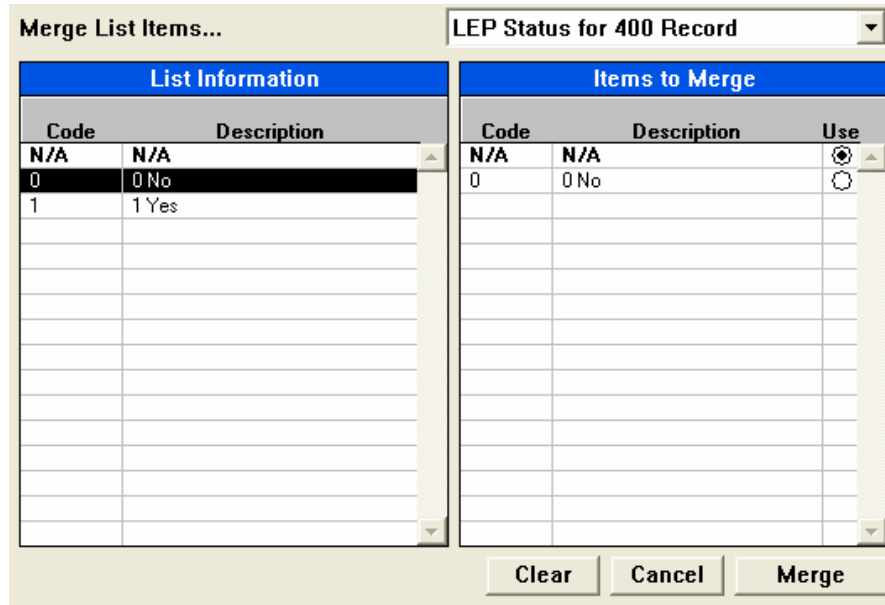 Merge List Items... LEP Status for 400 Record
List Information
Code Description
N/A N/A
0 0 No
1 1 Yes
Items to Merge
Code Description Use
N/A N/A
0 0 No
Clear Cancel Merge